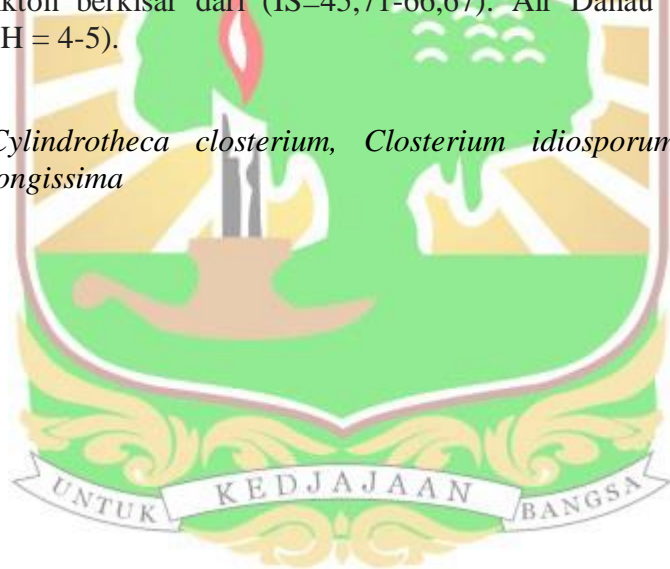 kton berkisar dari (IS=45,71-66,67). Air Danau
H = 4-5).
Cylindrotheca closterium, Closterium idiosporum
ongissima
UNTUK KEDJAJAAN BANGSA